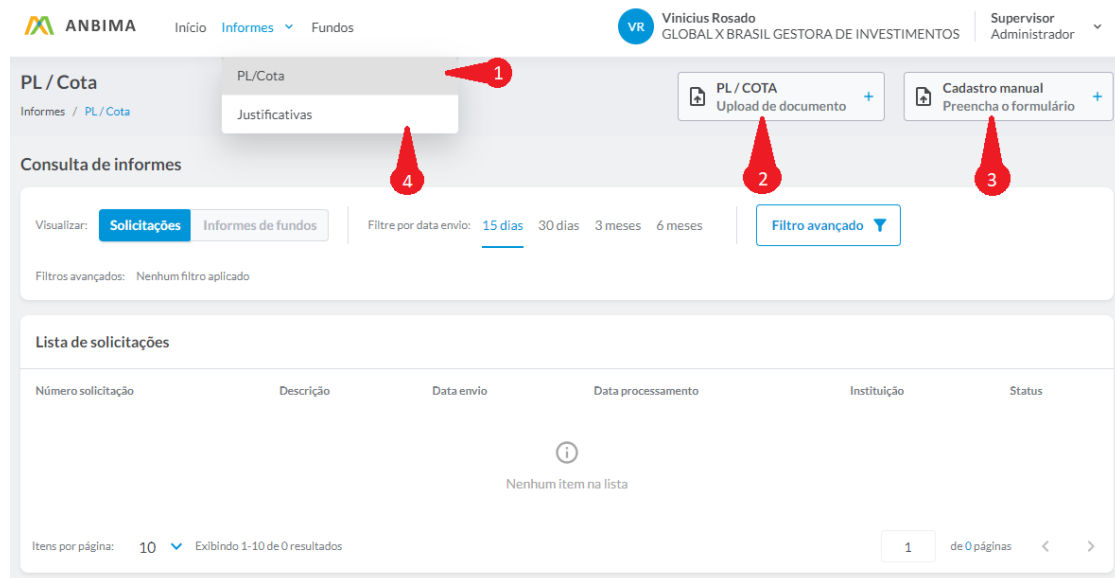 ANBIMA
Início Informes Fundos
VR
Vinicius Rosado
GLOBAL X BRASIL GESTORA DE INVESTIMENTOS
Supervisor
Administrador
PL / Cota
Informes / PL / Cota
PL/Cota
Justificativas
1
4
PL / COTA
Upload de documento +
2
Cadastro manual
Preencha o formulário +
3
Consulta de informes
Visualizar: Solicitações Informes de fundos Filtre por data envio: 15 dias 30 dias 3 meses 6 meses Filtro avançado
Filtros avançados: Nenhum filtro aplicado
Lista de solicitações
Número solicitação Descrição Data envio Data processamento Instituição Status
Nenhum item na lista
Itens por página: 10 Exibindo 1-10 de 0 resultados 1 de 0 páginas < >